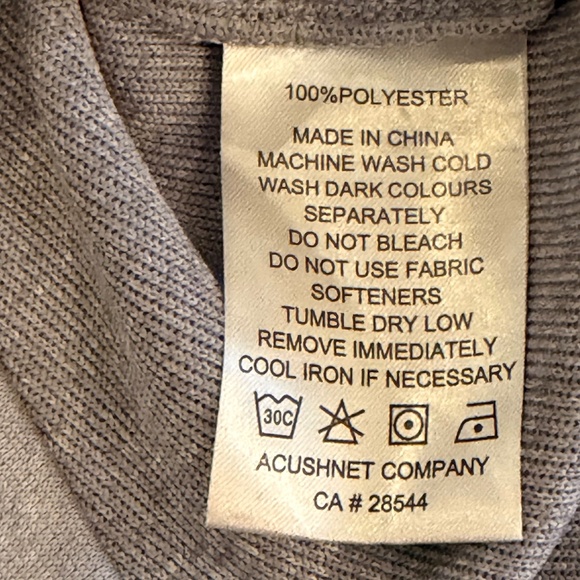 100%POLYESTER
MADE IN CHINA
MACHINE WASH COLD
WASH DARK COLOURS
SEPARATELY
DO NOT BLEACH
DO NOT USE FABRIC
SOFTENERS
TUMBLE DRY LOW
REMOVE IMMEDIATELY
COOL IRON IF NECESSARY
30C
ACUSHNET COMPANY
CA # 28544